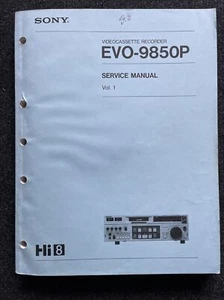 SONY
VIDEOCASSETTE RECORDER
EVO-9850P
SERVICE MANUAL
Vol. 1
Hi8